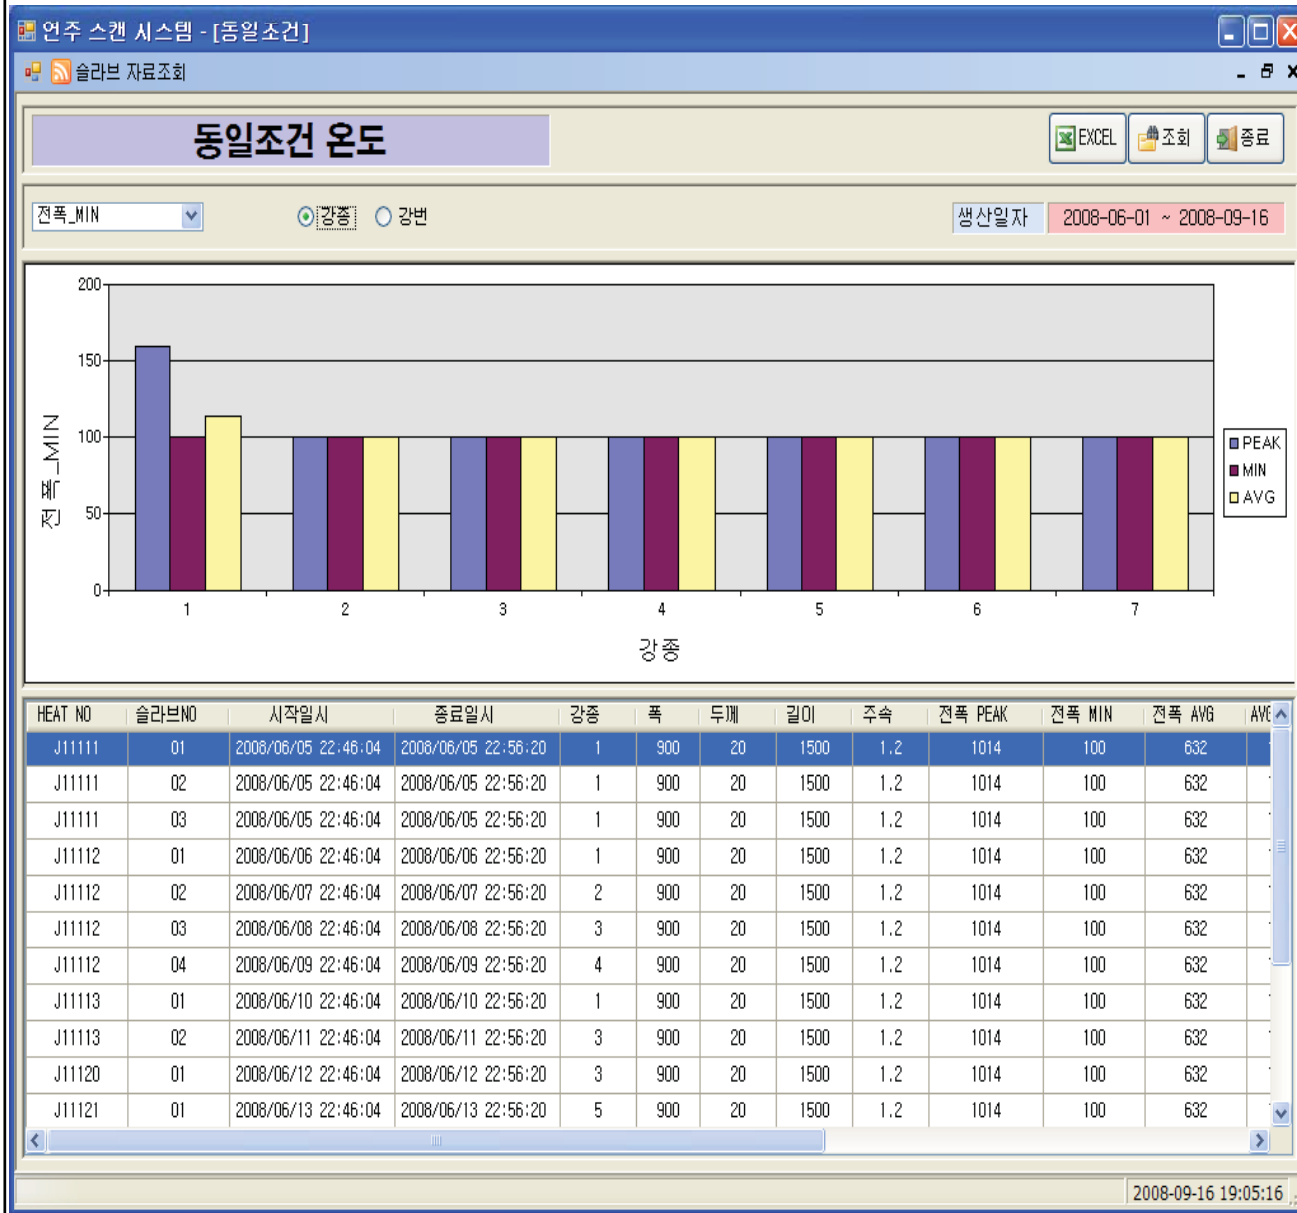 연주 스캔 시스템 - [동일조건]
슬라브 자료조회
동일조건 온도
EXCEL 조회 종료
전폭_MIN 강종 강번 생산일자 2008-06-01 ~ 2008-09-16
200
150
100
50
0
전폭_MIN
1 2 3 4 5 6 7
강종
PEAK
MIN
AVG
HEAT NO 슬라브NO 시작일시 종료일시 강종 폭 두께 길이 주속 전폭 PEAK 전폭 MIN 전폭 AVG
J11111 01 2008/06/05 22:46:04 2008/06/05 22:56:20 1 900 20 1500 1.2 1014 100 632
J11111 02 2008/06/05 22:46:04 2008/06/05 22:56:20 1 900 20 1500 1.2 1014 100 632
J11111 03 2008/06/05 22:46:04 2008/06/05 22:56:20 1 900 20 1500 1.2 1014 100 632
J11112 01 2008/06/06 22:46:04 2008/06/06 22:56:20 1 900 20 1500 1.2 1014 100 632
J11112 02 2008/06/07 22:46:04 2008/06/07 22:56:20 2 900 20 1500 1.2 1014 100 632
J11112 03 2008/06/08 22:46:04 2008/06/08 22:56:20 3 900 20 1500 1.2 1014 100 632
J11112 04 2008/06/09 22:46:04 2008/06/09 22:56:20 4 900 20 1500 1.2 1014 100 632
J11113 01 2008/06/10 22:46:04 2008/06/10 22:56:20 1 900 20 1500 1.2 1014 100 632
J11113 02 2008/06/11 22:46:04 2008/06/11 22:56:20 3 900 20 1500 1.2 1014 100 632
J11120 01 2008/06/12 22:46:04 2008/06/12 22:56:20 3 900 20 1500 1.2 1014 100 632
J11121 01 2008/06/13 22:46:04 2008/06/13 22:56:20 5 900 20 1500 1.2 1014 100 632
2008-09-16 19:05:16